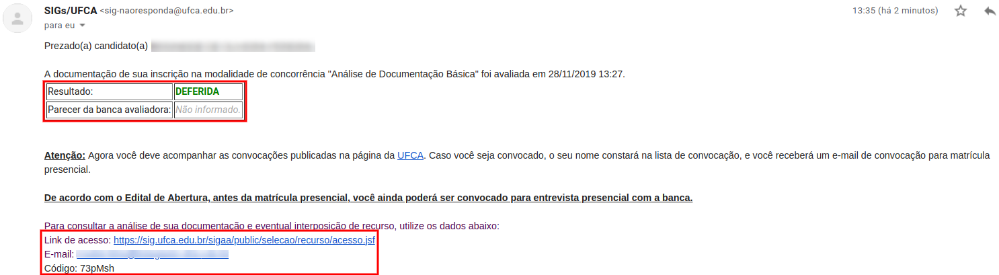 SIGs/UFCA <sig-naoresponda@ufca.edu.br>
13:35 (há 2 minutos)
para eu
Prezado(a) candidato(a)
A documentação de sua inscrição na modalidade de concorrência "Análise de Documentação Básica" foi avaliada em 28/11/2019 13:27.
Resultado: DEFERIDA
Parecer da banca avaliadora: Não informado.
Atenção: Agora você deve acompanhar as convocações publicadas na página da UFCA. Caso você seja convocado, o seu nome constará na lista de convocação, e você receberá um e-mail de convocação para matrícula
presencial.
De acordo com o Edital de Abertura, antes da matrícula presencial, você ainda poderá ser convocado para entrevista presencial com a banca.
Para consultar a análise de sua documentação e eventual interposição de recurso, utilize os dados abaixo:
Link de acesso: https://sig.ufca.edu.br/sigaa/public/selecao/recurso/acesso.jsf
E-mail:
Código: 73pMsh